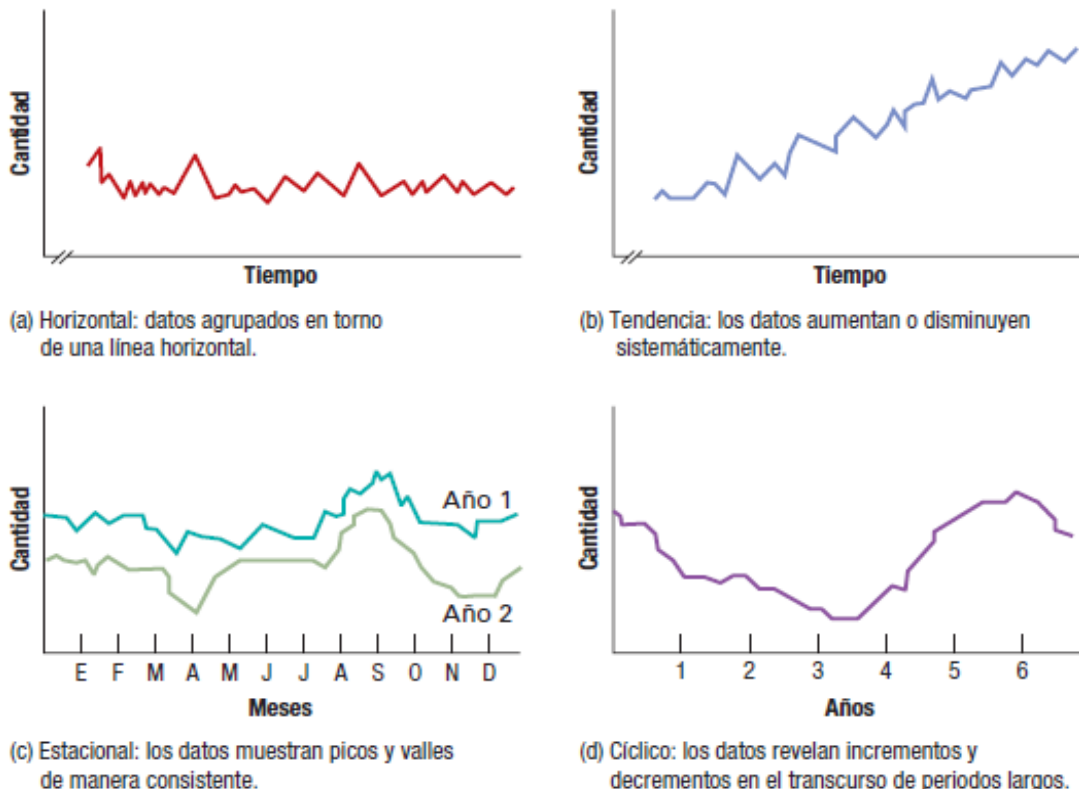 Cantidad
Tiempo
(a) Horizontal: datos agrupados en torno
de una línea horizontal.
Cantidad
Tiempo
(b) Tendencia: los datos aumentan o disminuyen
sistemáticamente.
Cantidad
Año 1
Año 2
E F M A M J J A S O N D
Meses
(c) Estacional: los datos muestran picos y valles
de manera consistente.
Cantidad
1 2 3 4 5 6
Años
(d) Cíclico: los datos revelan incrementos y
decrementos en el transcurso de periodos largos.